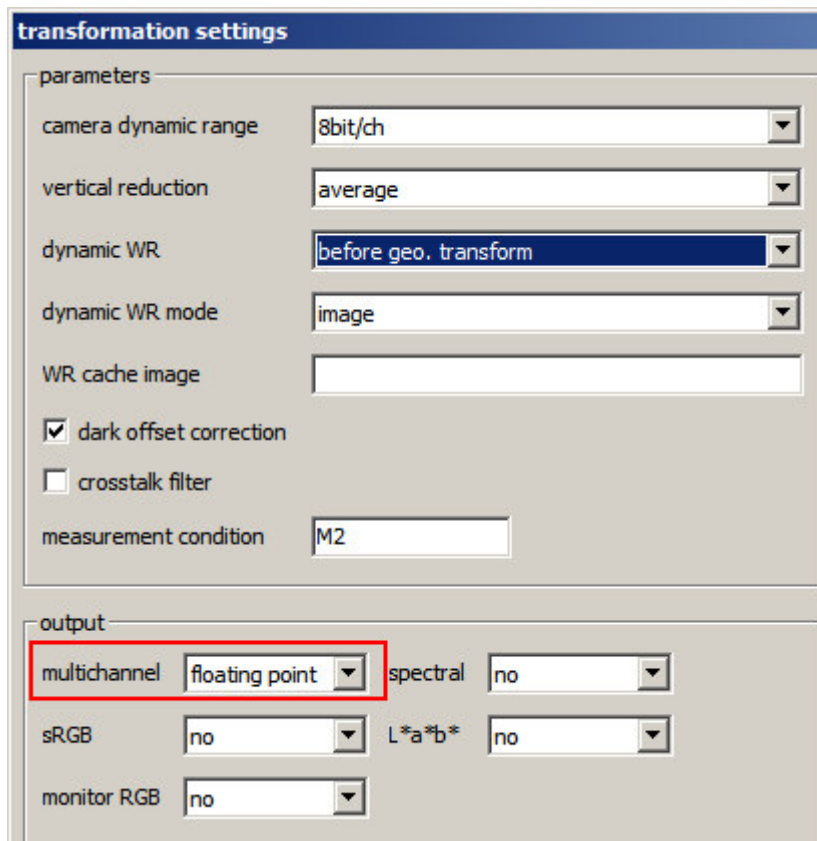 transformation settings
parameters
camera dynamic range 8bit/ch
vertical reduction average
dynamic WR before geo. transform
dynamic WR mode image
WR cache image
dark offset correction
crosstalk filter
measurement condition M2
output
multichannel floating point spectral no
sRGB no L*a*b* no
monitor RGB no